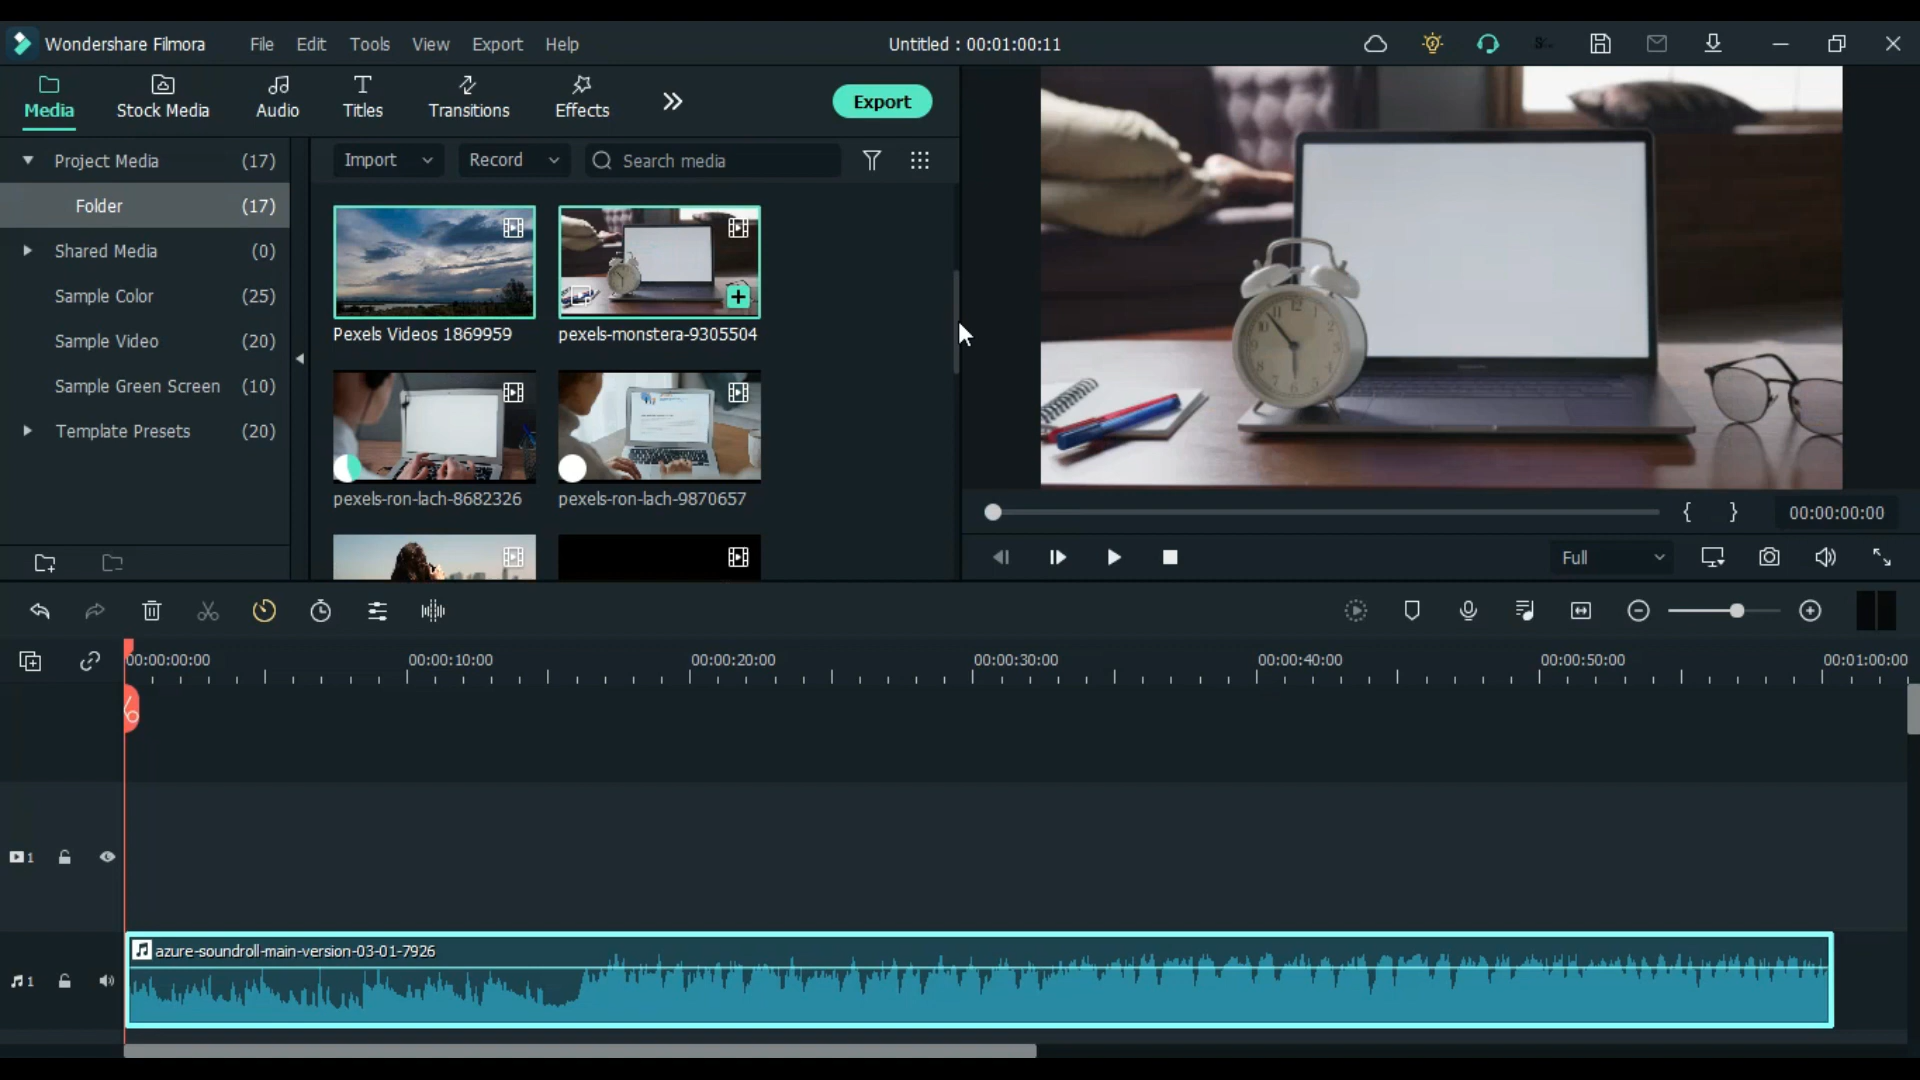 Wondershare Filmora File Edit Tools View Export Help Untitled : 00:01:00:11
Media Stock Media Audio Titles Transitions Effects Export
Project Media (17)
Folder (17)
Shared Media (0)
Sample Color (25)
Sample Video (20)
Sample Green Screen (10)
Template Presets (20)
Import Record Search media
Pexels Videos 1869959 pexels-monstera-9305504
pexels-ron-lach-8682326 pexels-ron-lach-9870657
{ } 00:00:00:00
Full
00:00:00:00 00:00:10:00 00:00:20:00 00:00:30:00 00:00:40:00 00:00:50:00 00:01:00:00
1
azure-soundroll-main-version-03-01-7926
1